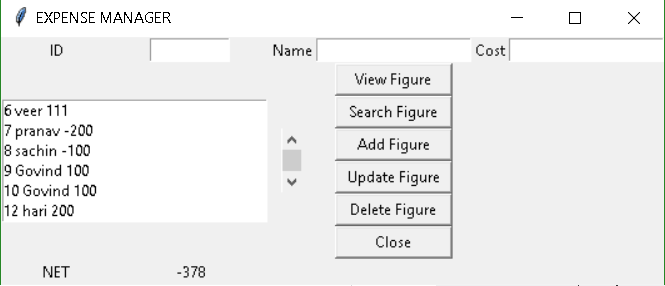 EXPENSE MANAGER
ID Name Cost
View Figure
Search Figure
Add Figure
Update Figure
Delete Figure
Close
6 veer 111
7 pranav -200
8 sachin -100
9 Govind 100
10 Govind 100
12 hari 200
NET -378